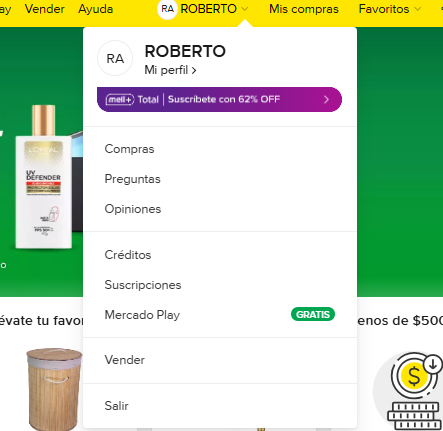 Vender Ayuda RA ROBERTO Mis compras Favoritos
RA ROBERTO
Mi perfil >
meli+ Total | Suscríbete con 62% OFF >
Compras
Preguntas
Opiniones
Créditos
Suscripciones
Mercado Play GRATIS
Vender
Salir
L'ORÉAL
UV
DEFENDER
évate tu favor
enos de $500